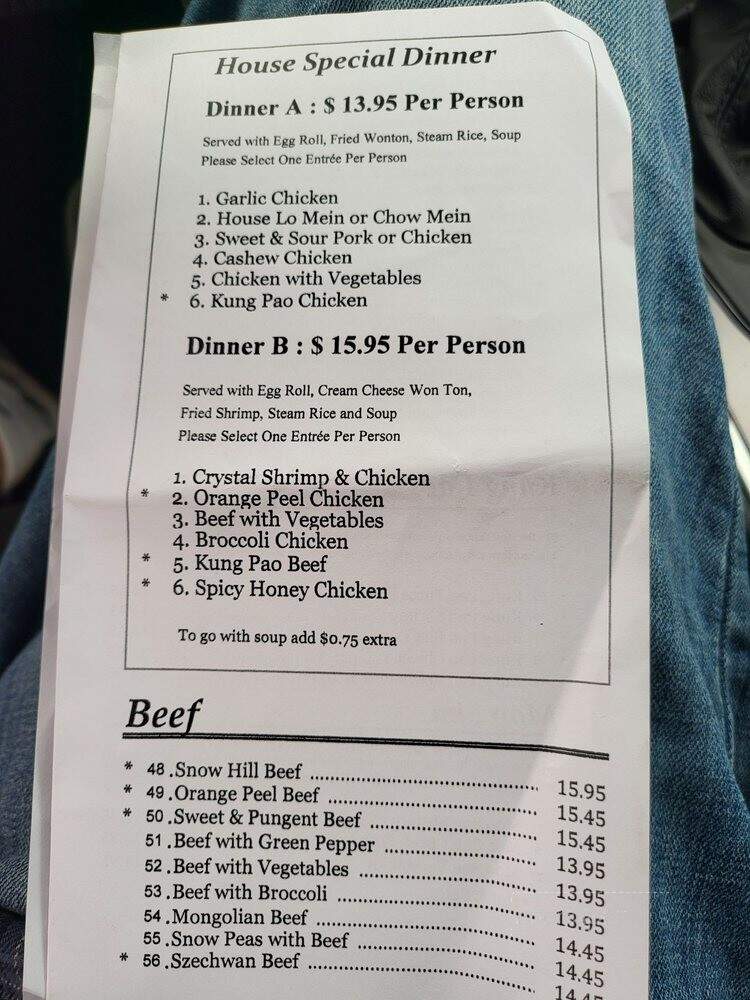 House Special Dinner
Dinner A : $ 13.95 Per Person
Served with Egg Roll, Fried Wonton, Steam Rice, Soup
Please Select One Entrée Per Person
1. Garlic Chicken
2. House Lo Mein or Chow Mein
3. Sweet & Sour Pork or Chicken
4. Cashew Chicken
5. Chicken with Vegetables
* 6. Kung Pao Chicken
Dinner B : $ 15.95 Per Person
Served with Egg Roll, Cream Cheese Won Ton,
Fried Shrimp, Steam Rice and Soup
Please Select One Entrée Per Person
1. Crystal Shrimp & Chicken
* 2. Orange Peel Chicken
3. Beef with Vegetables
4. Broccoli Chicken
* 5. Kung Pao Beef
* 6. Spicy Honey Chicken
To go with soup add $0.75 extra
Beef
* 48 .Snow Hill Beef ........ 15.95
* 49 .Orange Peel Beef ........ 15.45
* 50 .Sweet & Pungent Beef ........ 15.45
51 .Beef with Green Pepper ........ 13.95
52 .Beef with Vegetables ........ 13.95
53 .Beef with Broccoli ........ 13.95
54 .Mongolian Beef ........ 14.45
55 .Snow Peas with Beef ........ 14.45
* 56 .Szechwan Beef ........